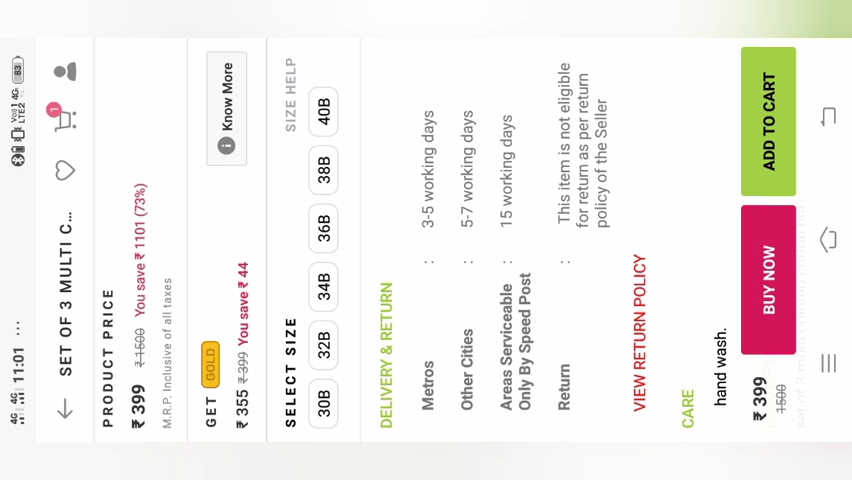 4G 4G 11:01 ... Vo) 1 4G LTE2 83
SET OF 3 MULTI C... 1
PRODUCT PRICE
₹ 399 ₹ 1500 You save ₹ 1101 (73%)
M.R.P. Inclusive of all taxes
GET GOLD
₹ 355 ₹ 399 You save ₹ 44
Know More
SELECT SIZE SIZE HELP
30B 32B 34B 36B 38B 40B
DELIVERY & RETURN
Metros : 3-5 working days
Other Cities : 5-7 working days
Areas Serviceable : 15 working days
Only By Speed Post
Return : This item is not eligible
for return as per return
policy of the Seller
VIEW RETURN POLICY
CARE
hand wash.
₹ 399
1500
BUY NOW
ADD TO CART